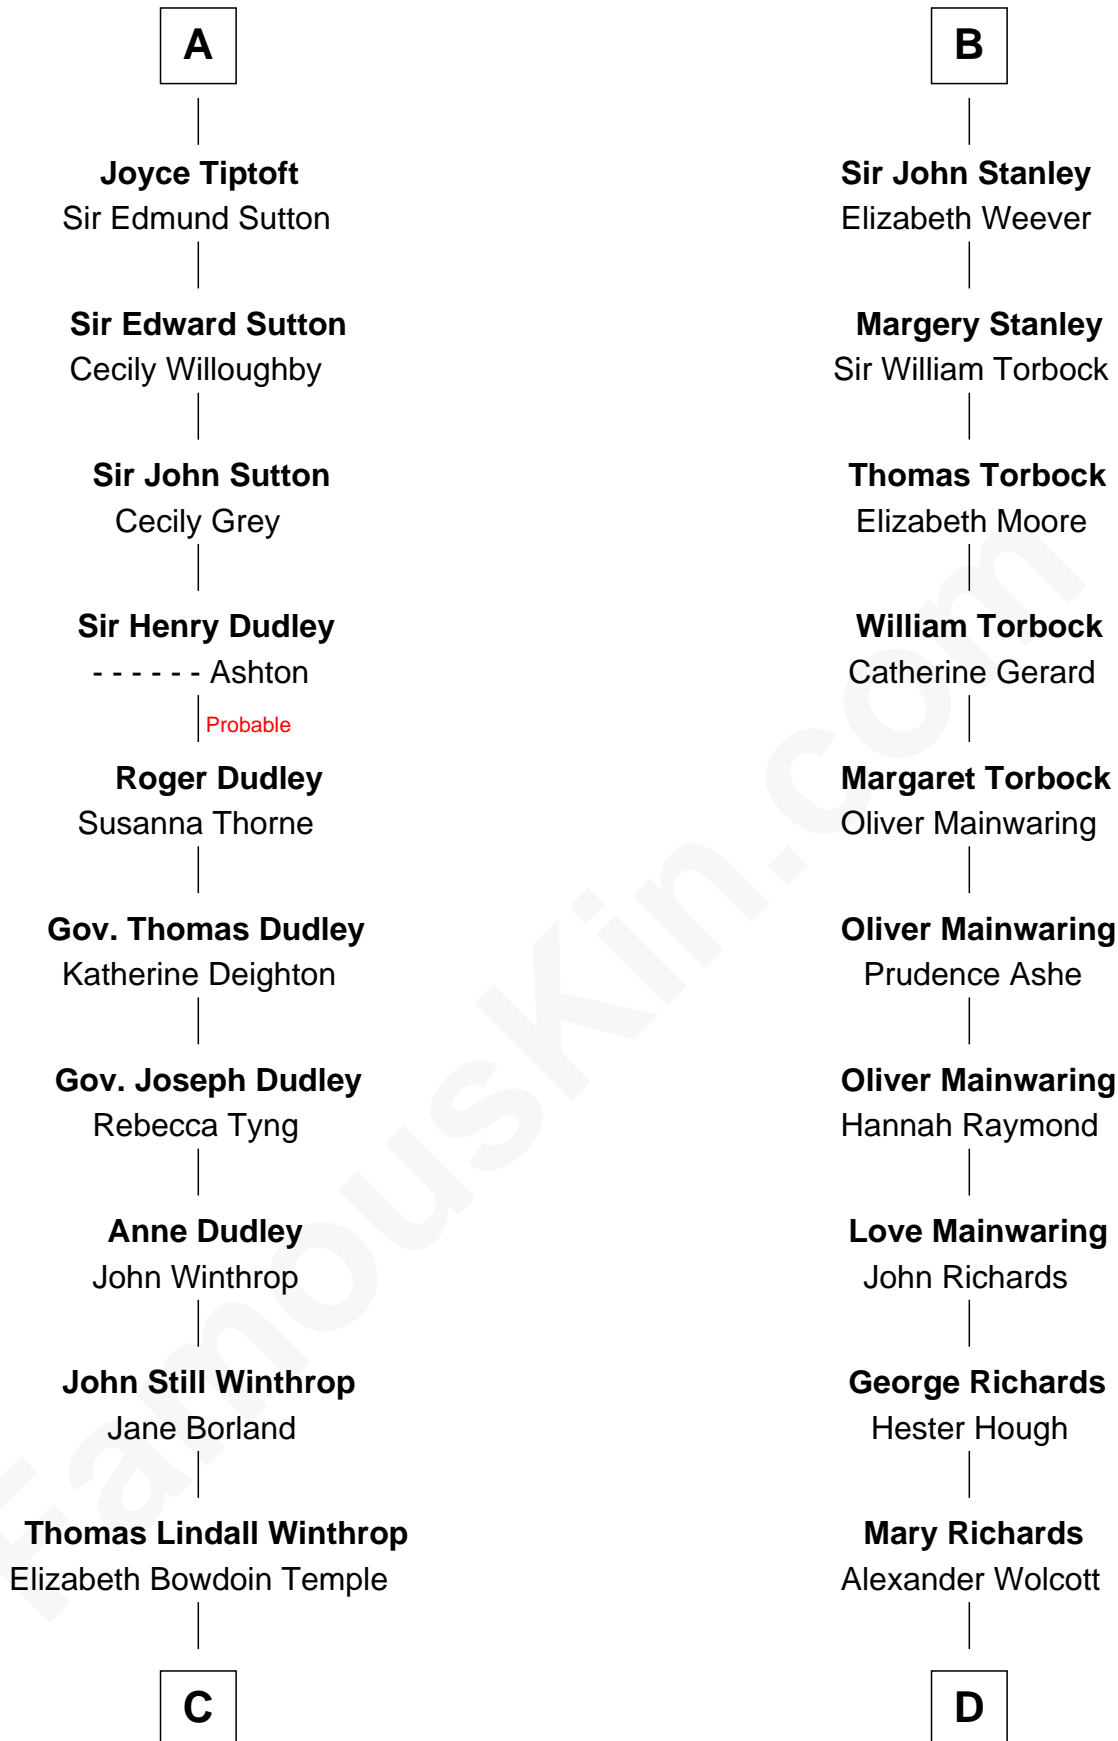 A
Joyce Tiptoft
Sir Edmund Sutton
Sir Edward Sutton
Cecily Willoughby
Sir John Sutton
Cecily Grey
Sir Henry Dudley
- - - - - - Ashton
Probable
Roger Dudley
Susanna Thorne
Gov. Thomas Dudley
Katherine Deighton
Gov. Joseph Dudley
Rebecca Tyng
Anne Dudley
John Winthrop
John Still Winthrop
Jane Borland
Thomas Lindall Winthrop
Elizabeth Bowdoin Temple
C
B
Sir John Stanley
Elizabeth Weever
Margery Stanley
Sir William Torbock
Thomas Torbock
Elizabeth Moore
William Torbock
Catherine Gerard
Margaret Torbock
Oliver Mainwaring
Oliver Mainwaring
Prudence Ashe
Oliver Mainwaring
Hannah Raymond
Love Mainwaring
John Richards
George Richards
Hester Hough
Mary Richards
Alexander Wolcott
D
FamousKin.com